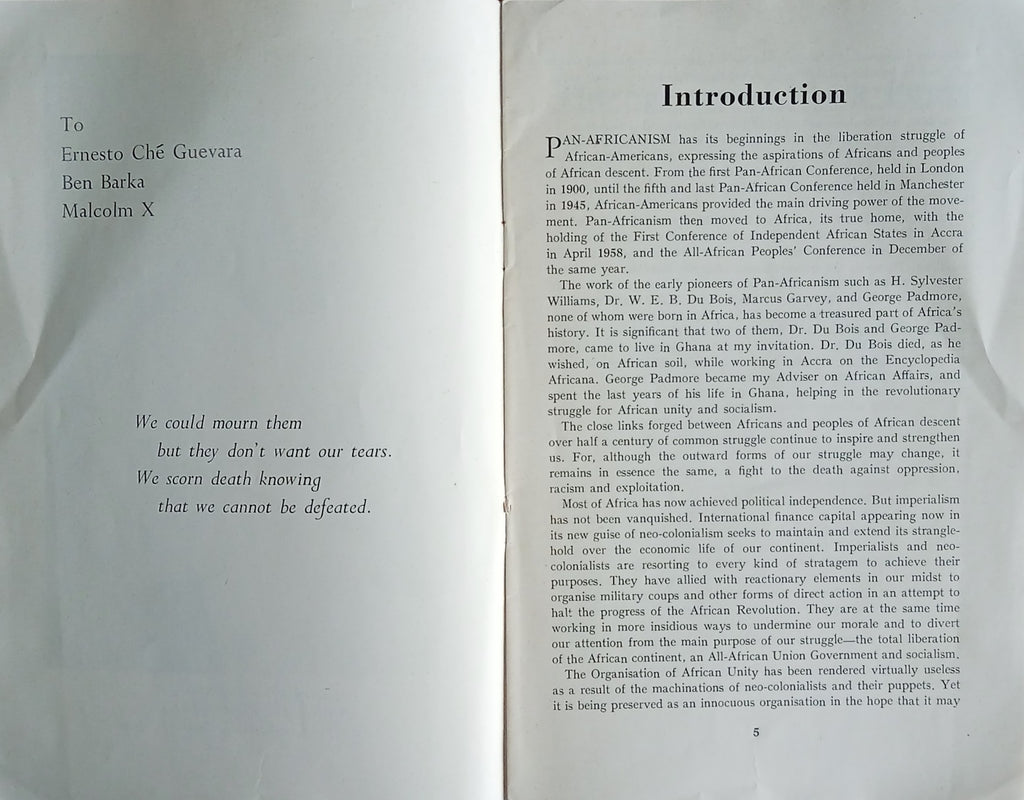 To
Ernesto Ché Guevara
Ben Barka
Malcolm X
We could mourn them
but they don't want our tears.
We scorn death knowing
that we cannot be defeated.
Introduction
PAN-AFRICANISM has its beginnings in the liberation struggle of
African-Americans, expressing the aspirations of Africans and peoples
of African descent. From the first Pan-African Conference, held in London
in 1900, until the fifth and last Pan-African Conference held in Manchester
in 1945, African-Americans provided the main driving power of the move-
ment. Pan-Africanism then moved to Africa, its true home, with the
holding of the First Conference of Independent African States in Accra
in April 1958, and the All-African Peoples' Conference in December of
the same year.
The work of the early pioneers of Pan-Africanism such as H. Sylvester
Williams, Dr. W. E. B. Du Bois, Marcus Garvey, and George Padmore,
none of whom were born in Africa, has become a treasured part of Africa's
history. It is significant that two of them, Dr. Du Bois and George Pad-
more, came to live in Ghana at my invitation. Dr. Du Bois died, as he
wished, on African soil, while working in Accra on the Encyclopedia
Africana. George Padmore became my Adviser on African Affairs, and
spent the last years of his life in Ghana, helping in the revolutionary
struggle for African unity and socialism.
The close links forged between Africans and peoples of African descent
over half a century of common struggle continue to inspire and strengthen
us. For, although the outward forms of our struggle may change, it
remains in essence the same, a fight to the death against oppression,
racism and exploitation.
Most of Africa has now achieved political independence. But imperialism
has not been vanquished. International finance capital appearing now in
its new guise of neo-colonialism seeks to maintain and extend its strangle-
hold over the economic life of our continent. Imperialists and neo-
colonialists are resorting to every kind of stratagem to achieve their
purposes. They have allied with reactionary elements in our midst to
organise military coups and other forms of direct action in an attempt to
halt the progress of the African Revolution. They are at the same time
working in more insidious ways to undermine our morale and to divert
our attention from the main purpose of our struggle—the total liberation
of the African continent, an All-African Union Government and socialism.
The Organisation of African Unity has been rendered virtually useless
as a result of the machinations of neo-colonialists and their puppets. Yet
it is being preserved as an innocuous organisation in the hope that it may
5